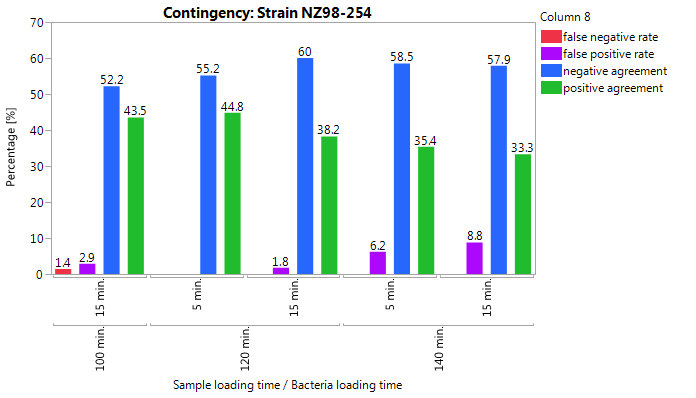 Contingency: Strain NZ98-254
Column 8
false negative rate
false positive rate
negative agreement
positive agreement
Percentage [%]
70
60
50
40
30
20
10
0
1.4
2.9
52.2
43.5
55.2
44.8
1.8
60
38.2
6.2
58.5
35.4
8.8
57.9
33.3
15 min.
5 min.
15 min.
5 min.
15 min.
100 min.
120 min.
140 min.
Sample loading time / Bacteria loading time